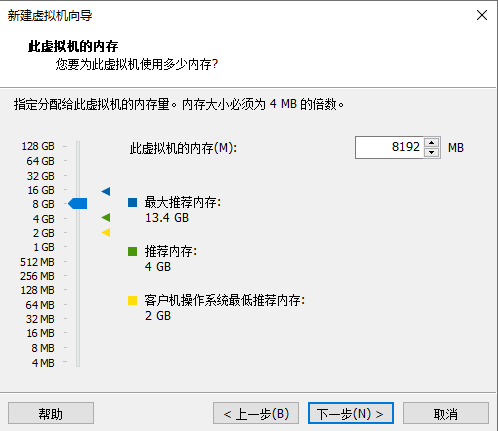 新建虚拟机向导
此虚拟机的内存
您要为此虚拟机使用多少内存?
指定分配给此虚拟机的内存量。内存大小必须为 4 MB 的倍数。
128 GB
64 GB
32 GB
16 GB
8 GB
4 GB
2 GB
1 GB
512 MB
256 MB
128 MB
64 MB
32 MB
16 MB
8 MB
4 MB
此虚拟机的内存(M): 8192 MB
最大推荐内存:
13.4 GB
推荐内存:
4 GB
客户机操作系统最低推荐内存:
2 GB
帮助 < 上一步(B) 下一步(N) > 取消